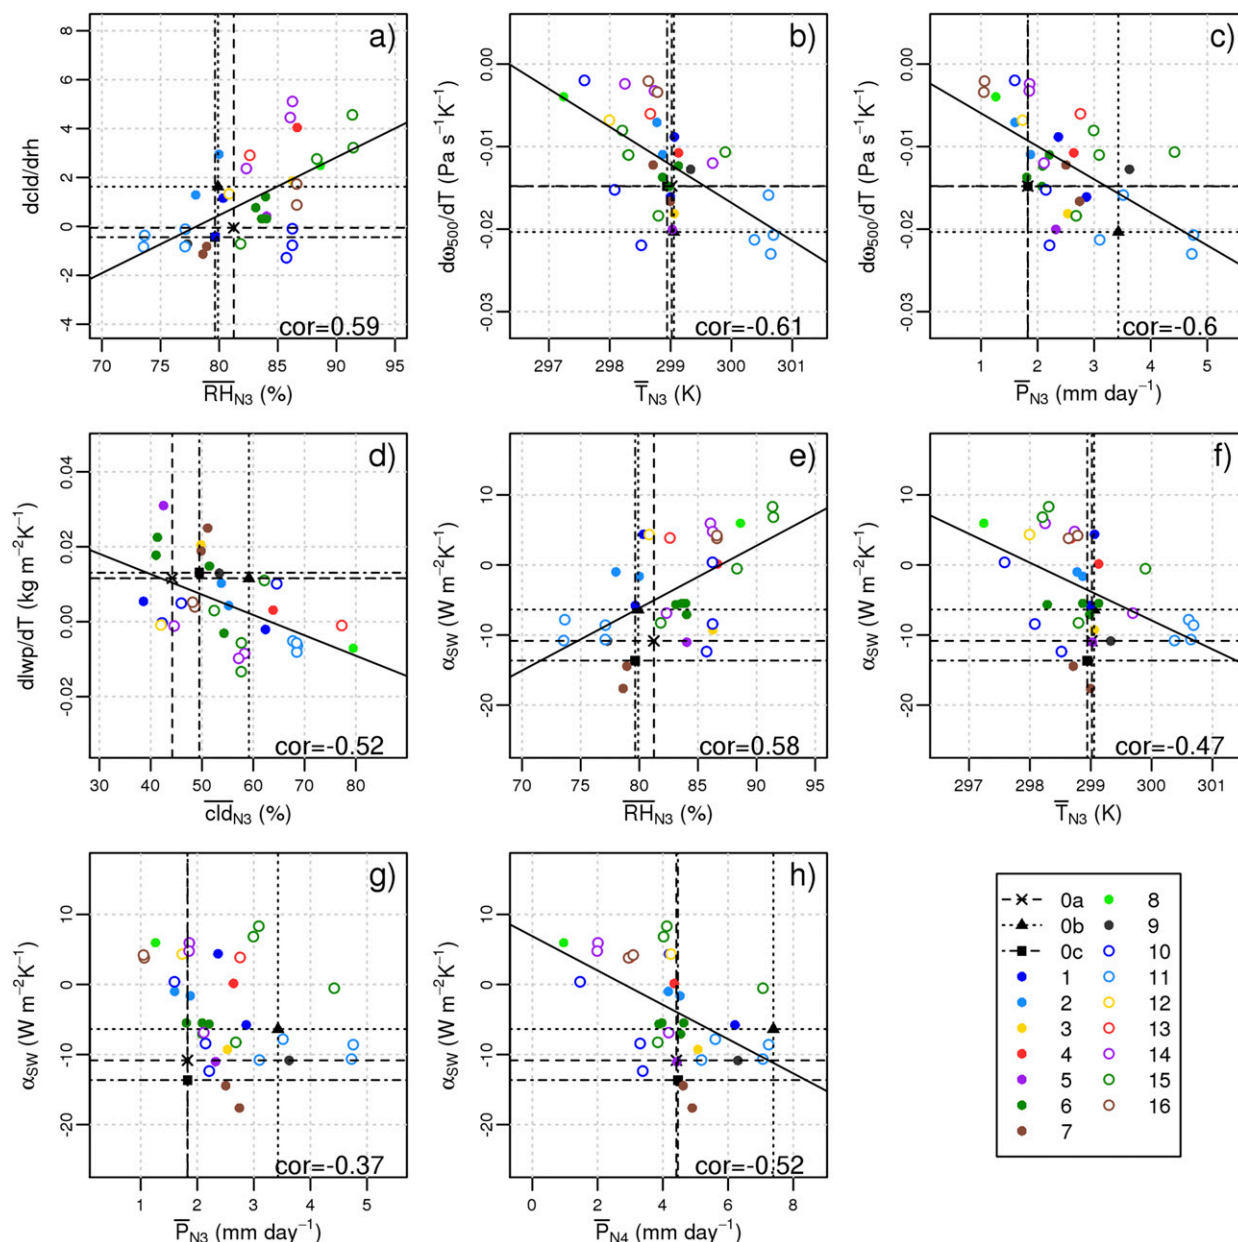 a)
dcld/drh
-4 -2 0 2 4 6 8
cor=0.59
70 75 80 85 90 95
RH̅N3 (%)
b)
dω500/dT (Pa s−1K−1)
-0.03 -0.02 -0.01 0.00
cor=-0.61
297 298 299 300 301
T̅N3 (K)
c)
dω500/dT (Pa s−1K−1)
-0.03 -0.02 -0.01 0.00
cor=-0.6
1 2 3 4 5
P̅N3 (mm day−1)
d)
dlwp/dT (kg m−2K−1)
-0.02 0.00 0.02 0.04
cor=-0.52
30 40 50 60 70 80 90
cld̅N3 (%)
e)
αSW (W m−2K−1)
-20 -10 0 10
cor=0.58
70 75 80 85 90 95
RH̅N3 (%)
f)
αSW (W m−2K−1)
-20 -10 0 10
cor=-0.47
297 298 299 300 301
T̅N3 (K)
g)
αSW (W m−2K−1)
-20 -10 0 10
cor=-0.37
1 2 3 4 5
P̅N3 (mm day−1)
h)
αSW (W m−2K−1)
-20 -10 0 10
cor=-0.52
0 2 4 6 8
P̅N4 (mm day−1)
0a 8
0b 9
0c 10
1 11
2 12
3 13
4 14
5 15
6 16
7